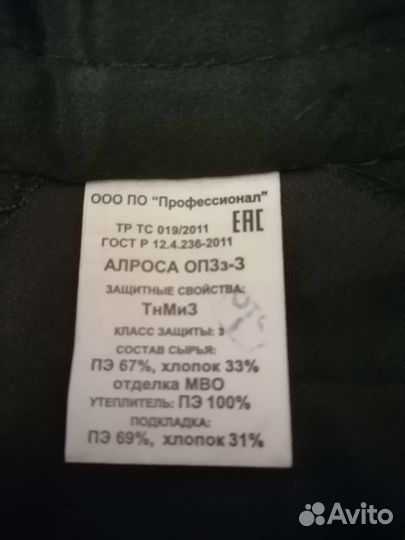 ООО ПО "Профессионал"
ТР ТС 019/2011
ГОСТ Р 12.4.236-2011
ЕАС
АЛРОСА ОПЗз-3
ЗАЩИТНЫЕ СВОЙСТВА:
ТнМиЗ
КЛАСС ЗАЩИТЫ: 3
СОСТАВ СЫРЬЯ:
ПЭ 67%, хлопок 33%
отделка МВО
УТЕПЛИТЕЛЬ: ПЭ 100%
ПОДКЛАДКА:
ПЭ 69%, хлопок 31%
Avito